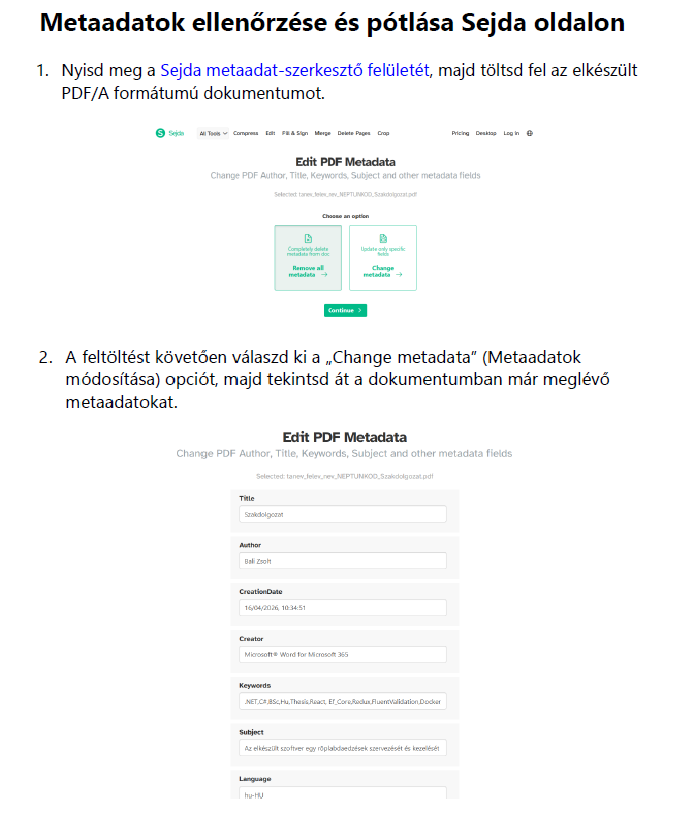 Metaadatok ellenőrzése és pótlása Sejda oldalon
1. Nyisd meg a Sejda metaadat-szerkesztő felületét, majd töltsd fel az elkészült
PDF/A formátumú dokumentumot.
Sejda All Tools Compress Edit Fill & Sign Merge Delete Pages Crop Pricing Desktop Log In
Edit PDF Metadata
Change PDF Author, Title, Keywords, Subject and other metadata fields
Selected: tanev_felev_nev_NEPTUNKOD_Szakdolgozat.pdf
Choose an option
Completely delete
metadata from doc
Remove all
metadata →
Update only specific
fields
Change
metadata →
Continue >
2. A feltöltést követően válaszd ki a „Change metadata” (Metaadatok
módosítása) opciót, majd tekintsd át a dokumentumban már meglévő
metaadatokat.
Edit PDF Metadata
Change PDF Author, Title, Keywords, Subject and other metadata fields
Selected: tanev_felev_nev_NEPTUNKOD_Szakdolgozat.pdf
Title
Szakdolgozat
Author
Bali Zsolt
CreationDate
16/04/2026, 10:34:51
Creator
Microsoft® Word for Microsoft 365
Keywords
.NET,C#,BSc,Hu,Thesis,React, EF_Core,Redux,FluentValidation,Docker
Subject
Az elkészült szoftver egy röplabdaedzések szervezését és kezelését
Language
hu-HU